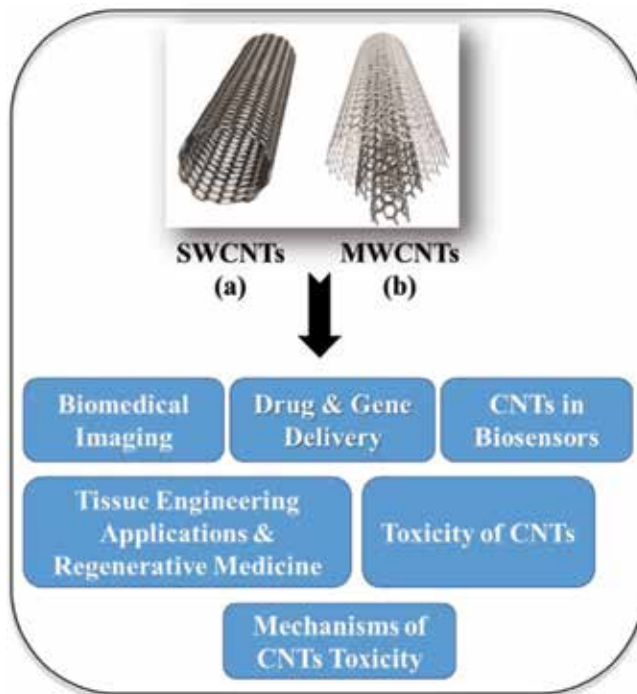 SWCNTs
(a)
MWCNTs
(b)
Biomedical
Imaging
Drug & Gene
Delivery
CNTs in
Biosensors
Tissue Engineering
Applications &
Regenerative Medicine
Toxicity of CNTs
Mechanisms of
CNTs Toxicity